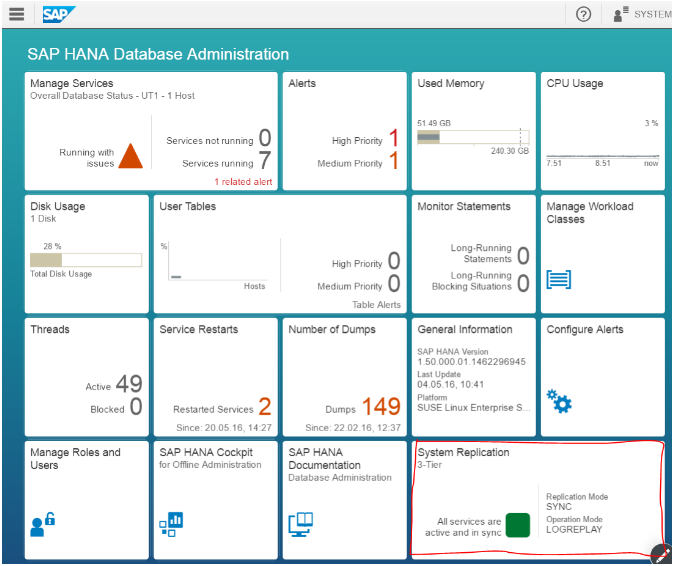 SAP
?
SYSTEM
SAP HANA Database Administration
Manage Services
Overall Database Status - UT1 - 1 Host
Running with
issues
Services not running 0
Services running 7
1 related alert
Alerts
High Priority 1
Medium Priority 1
Used Memory
51.49 GB
240.30 GB
CPU Usage
3 %
7.51 8.51 now
Disk Usage
1 Disk
28 %
Total Disk Usage
User Tables
%
Hosts
High Priority 0
Medium Priority 0
Table Alerts
Monitor Statements
Long-Running
Statements 0
Long-Running
Blocking Situations 0
Manage Workload
Classes
Threads
Active 49
Blocked 0
Service Restarts
Restarted Services 2
Since: 20.05.16, 14:27
Number of Dumps
Dumps 149
Since: 22.02.16, 12:37
General Information
SAP HANA Version
1.50.000.01.1462296945
Last Update
04.05.16, 10:41
Platform
SUSE Linux Enterprise S...
Configure Alerts
Manage Roles and
Users
SAP HANA Cockpit
for Offline Administration
SAP HANA
Documentation
Database Administration
System Replication
3-Tier
All services are
active and in sync
Replication Mode
SYNC
Operation Mode
LOGREPLAY